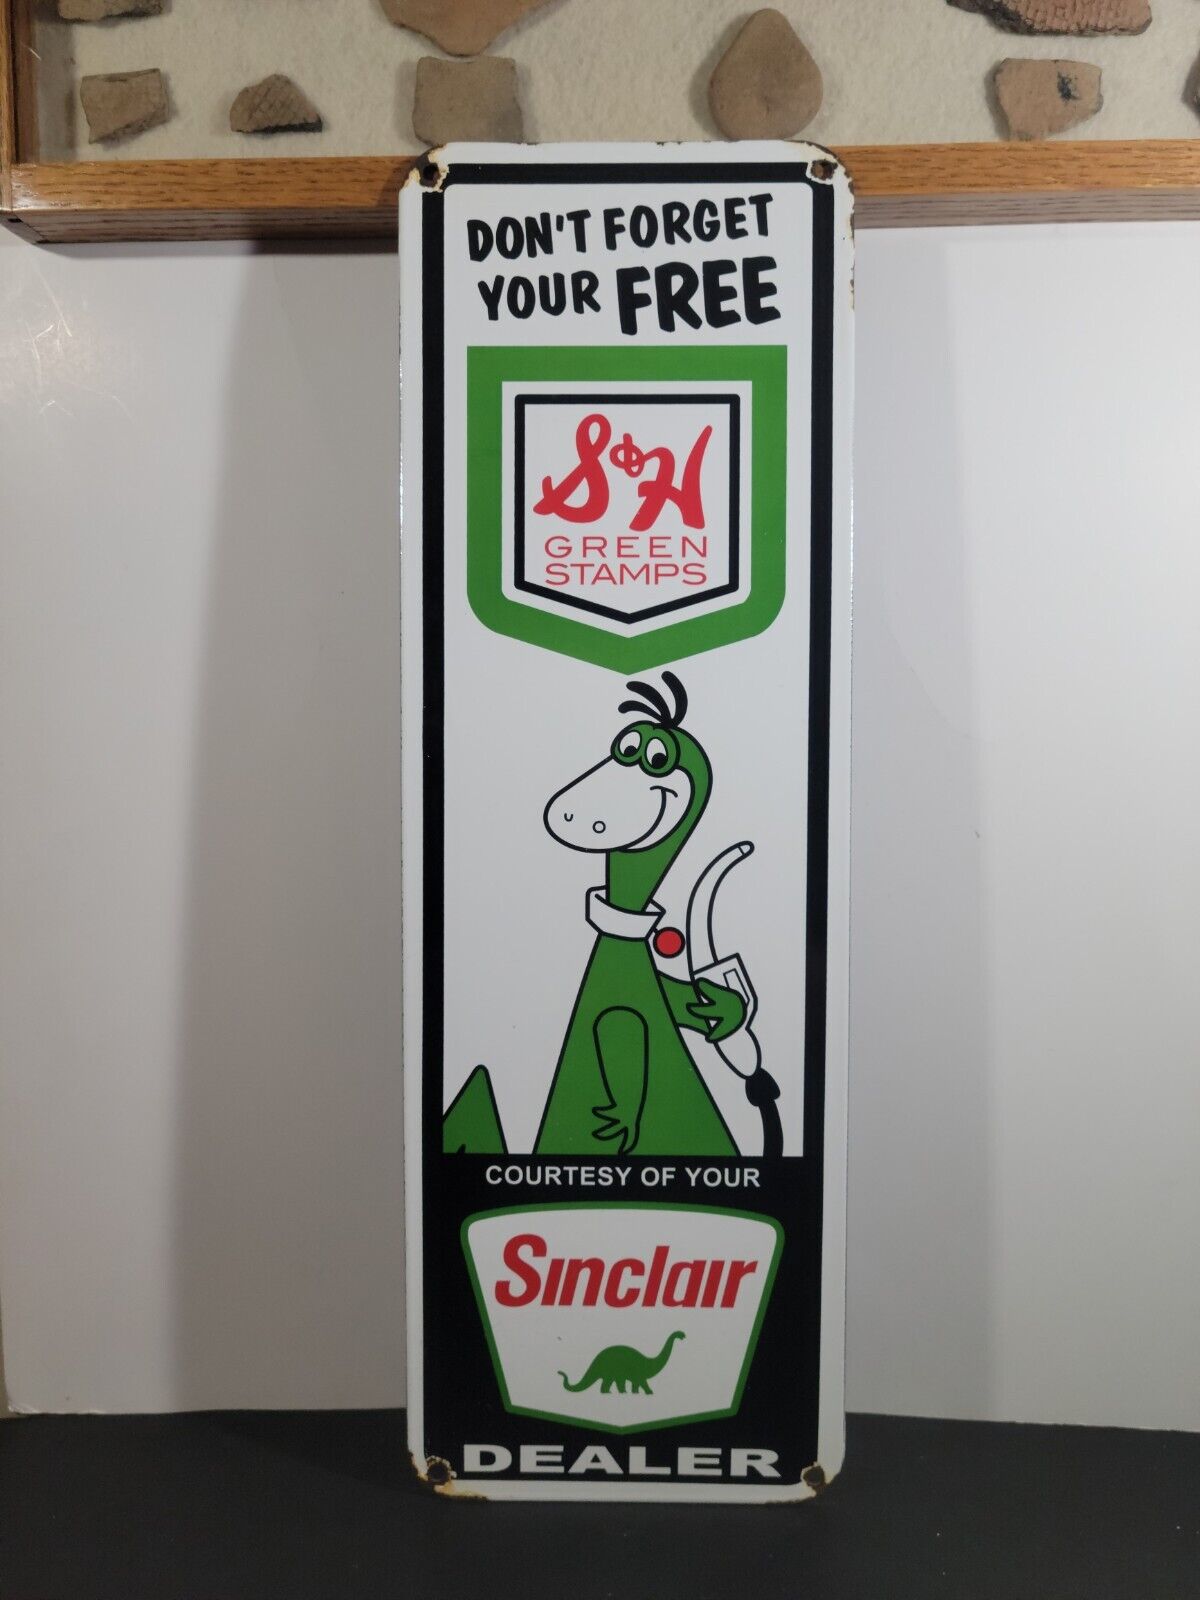 DON'T FORGET
YOUR FREE
S&H
GREEN
STAMPS
COURTESY OF YOUR
Sinclair
DEALER